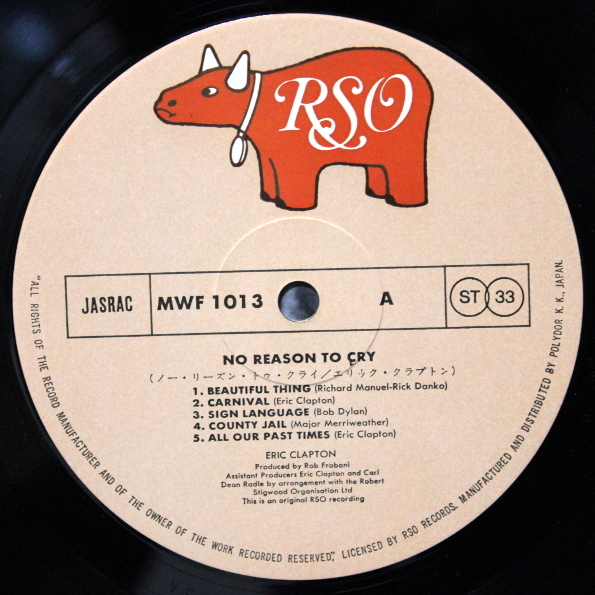 RSO
JASRAC
MWF 1013
A
ST 33
NO REASON TO CRY
(ノー・リーズン・トゥ・クライ/エリック・クラプトン)
1. BEAUTIFUL THING (Richard Manuel-Rick Danko)
2. CARNIVAL (Eric Clapton)
3. SIGN LANGUAGE (Bob Dylan)
4. COUNTY JAIL (Major Merriweather)
5. ALL OUR PAST TIMES (Eric Clapton)
ERIC CLAPTON
Produced by Rob Froboni
Assistant Producers Eric Clapton and Carl
Dean Radle by arrangement with the Robert
Stigwood Organisation Ltd
This is an original RSO recording
"ALL RIGHTS OF THE RECORD MANUFACTURER AND OF THE OWNER OF THE WORK RECORDED RESERVED", LICENSED BY RSO RECORDS, MANUFACTURED AND DISTRIBUTED BY POLYDOR K. K., JAPAN.